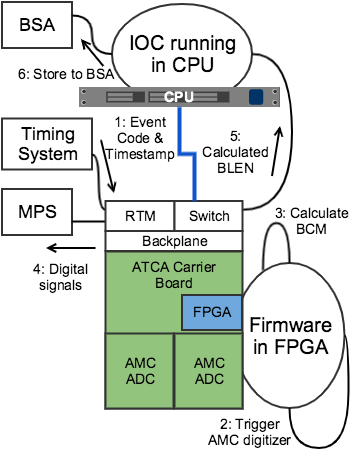 BSA
IOC running
in CPU
6: Store to BSA
CPU
Timing
System
1: Event
Code &
Timestamp
5:
Calculated
BLEN
MPS
RTM
Switch
3: Calculate
BCM
Backplane
4: Digital
signals
ATCA Carrier
Board
FPGA
Firmware
in FPGA
AMC
ADC
AMC
ADC
2: Trigger
AMC digitizer